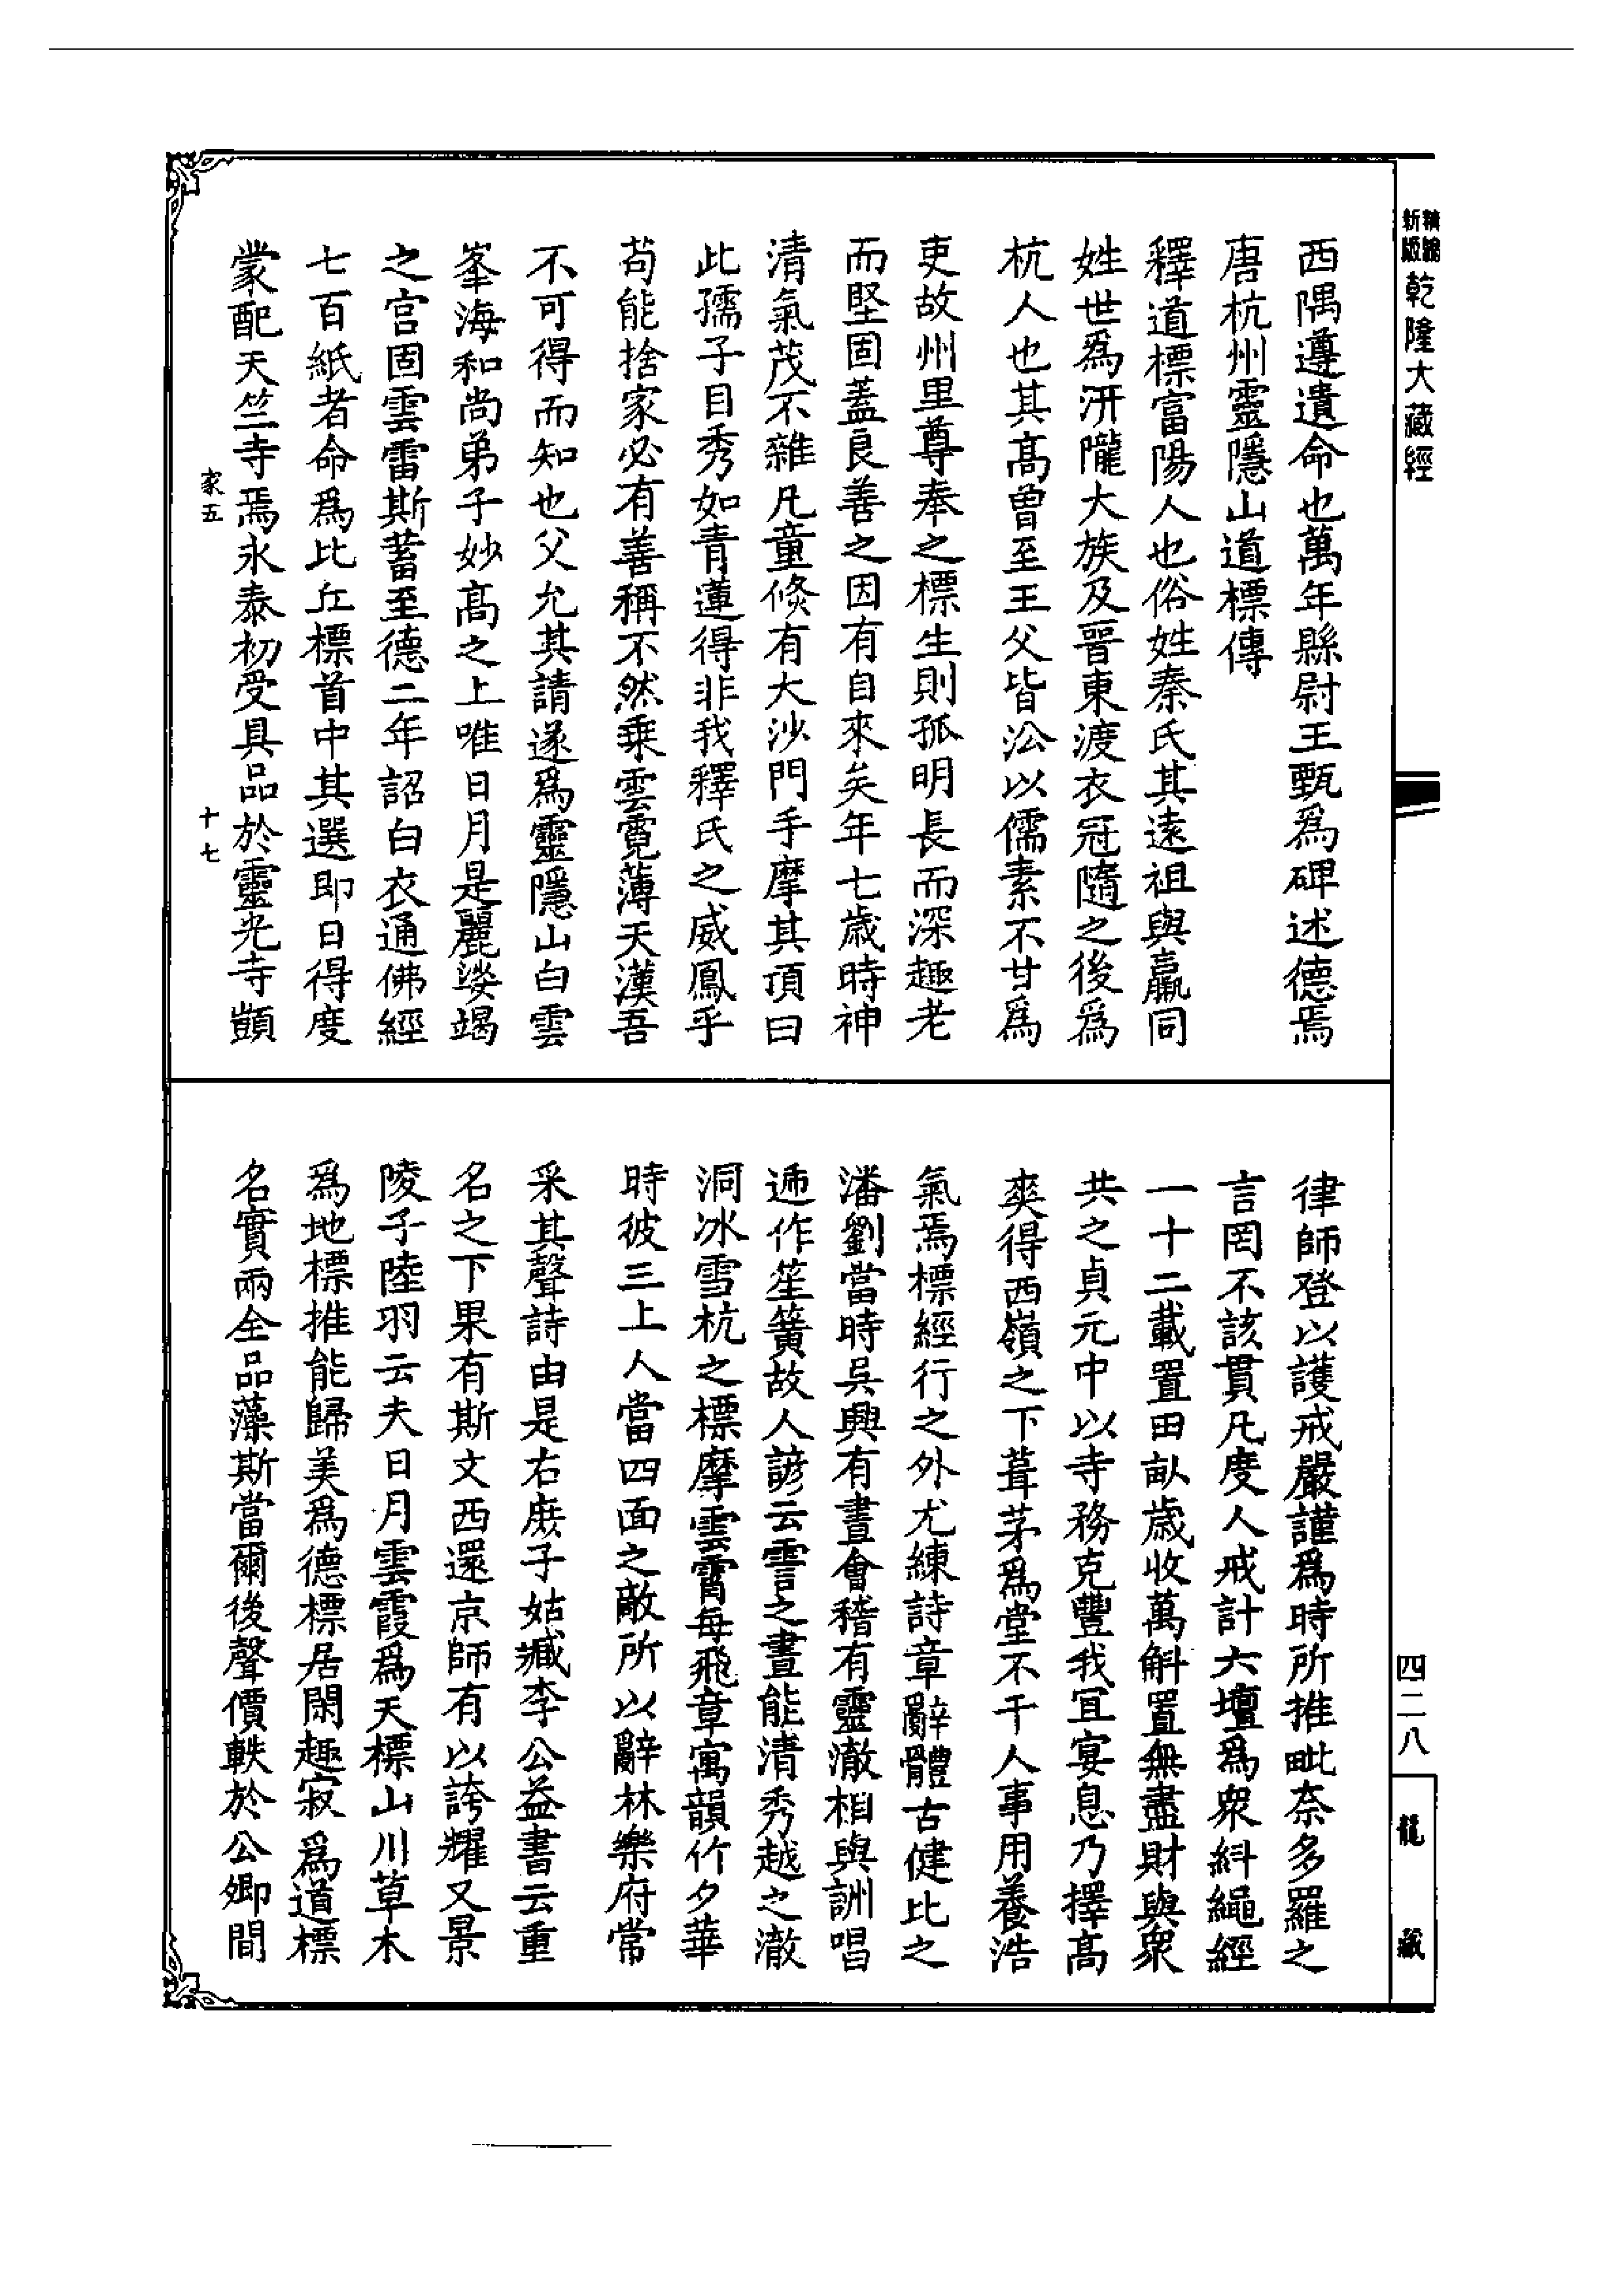 新編
縮版
乾隆大藏經
西隅遵遺命也萬年縣尉王甄爲碑述德焉
唐杭州靈隱山道標傳
釋道標富陽人也俗姓秦氏其遠祖與嬴同
姓世爲汧隴大族及晉東渡衣冠隨之後爲
杭人也其高曾至王父皆㳂以儒素不甘爲
吏故州里尊奉之標生則孤明長而深趣老
而堅固蓋良善之因有自來矣年七歲時神
清氣茂不雜凡童倏有大沙門手摩其頂曰
此孺子目秀如青蓮得非我釋氏之威鳳乎
苟能捨家必有善稱不然乗雲霓薄天漢吾
不可得而知也父允其請遂爲靈隱山白雲
峯海和尚弟子妙高之上唯日月是麗娑竭
之宮固雲雷斯蓄至德二年詔白衣通佛經
七百紙者命爲比丘標首中其選即日得度
蒙配天竺寺焉永泰初受具品於靈光寺顗
家五
十七
律師登以護戒嚴謹爲時所推毗奈多羅之
言罔不該貫凡度人戒計六壇爲衆紏繩經
一十二載置田畝歲收萬斛置無盡財與衆
共之貞元中以寺務克豐我宜宴息乃擇高
爽得西嶺之下葺茅爲堂不干人事用養浩
氣焉標經行之外尤練詩章辭體古健比之
潘劉當時吳興有晝會稽有靈澈相與詶唱
遞作笙簧故人諺云霅之晝能清秀越之澈
洞冰雪杭之標摩雲霄每飛章寓韻竹夕華
時彼三上人當四面之敵所以辭林樂府常
采其聲詩由是右庶子姑臧李公益書云重
名之下果有斯文西還京師有以誇耀又景
陵子陸羽云夫日月雲霞爲天標山川草木
爲地標推能歸美爲德標居閑趣寂爲道標
名實兩全品藻斯當爾後聲價軼於公卿間
四二八
龍藏